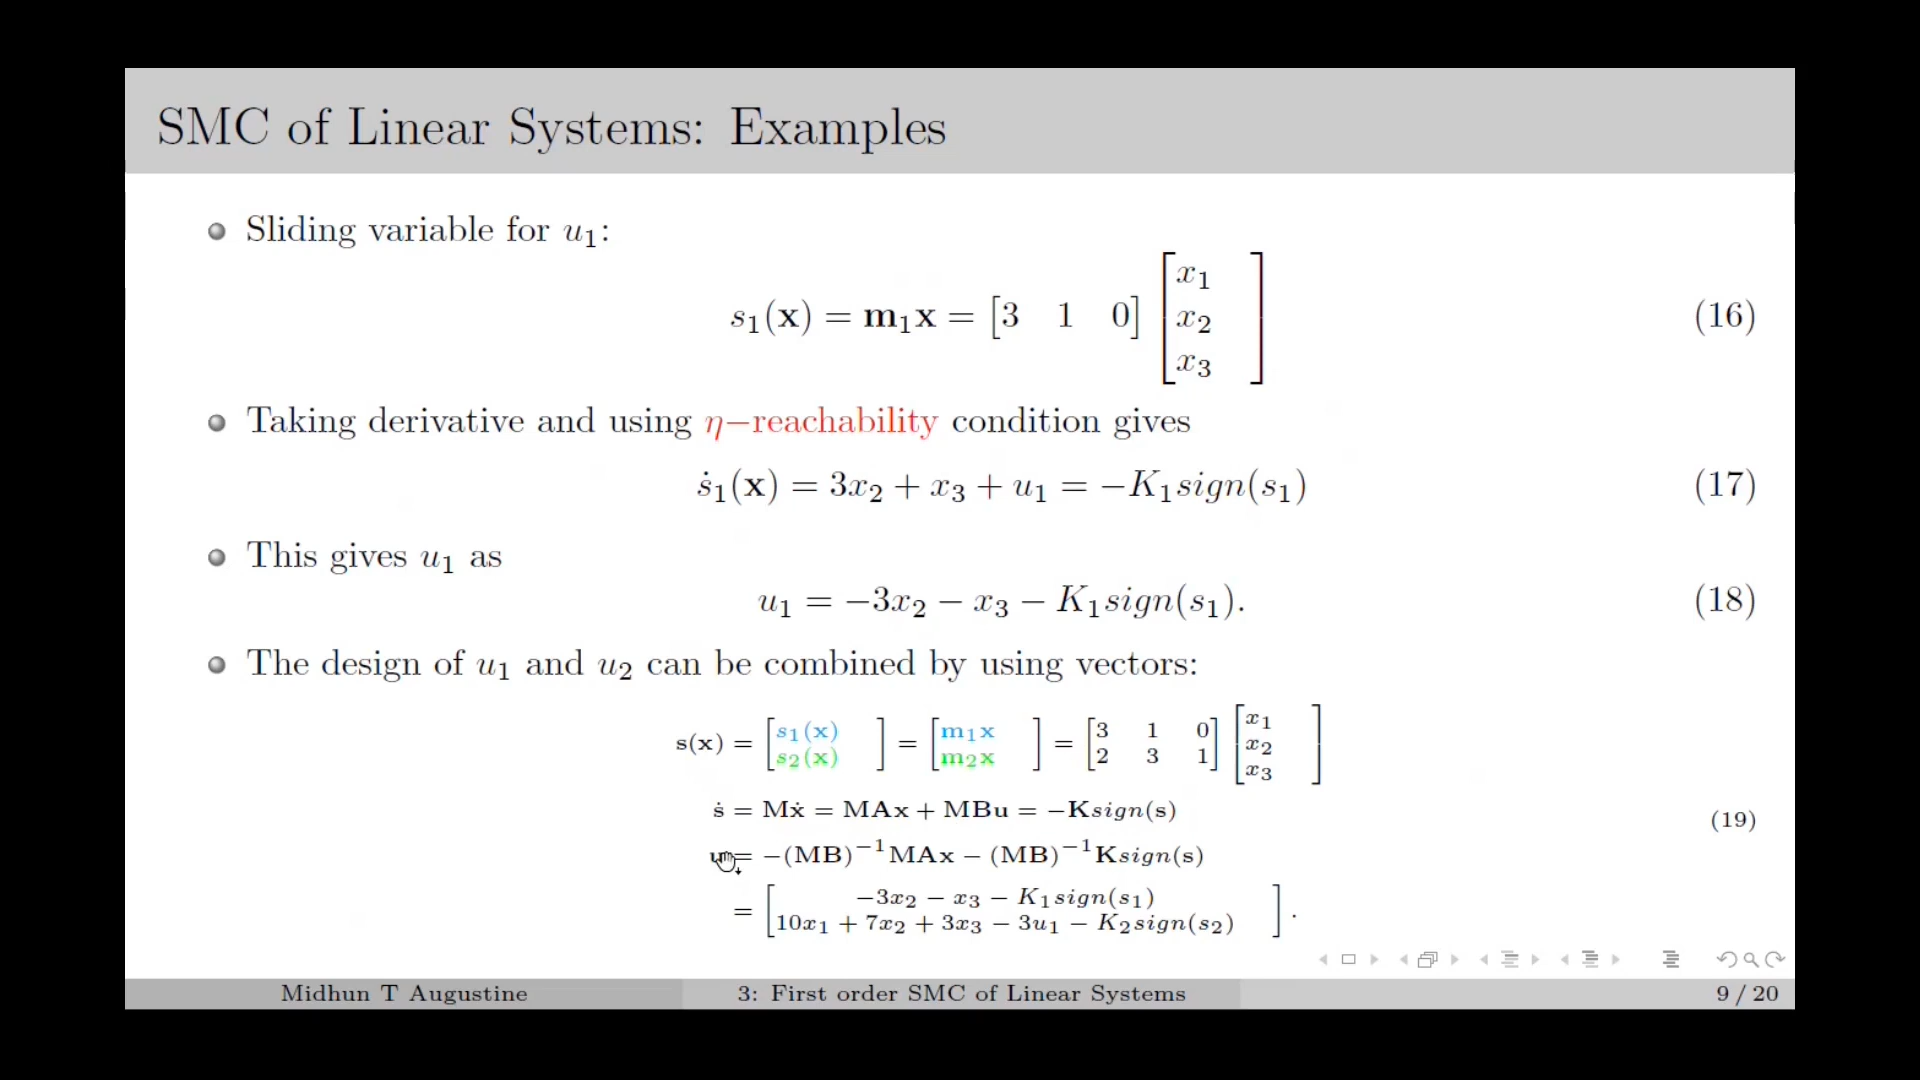 SMC of Linear Systems: Examples
Sliding variable for u₁:
s₁(x) = m₁x = [3 1 0] [x₁ x₂ x₃] (16)
Taking derivative and using η−reachability condition gives
ṡ₁(x) = 3x₂ + x₃ + u₁ = −K₁sign(s₁) (17)
This gives u₁ as
u₁ = −3x₂ − x₃ − K₁sign(s₁). (18)
The design of u₁ and u₂ can be combined by using vectors:
s(x) = [s₁(x) s₂(x)] = [m₁x m₂x] = [3 1 0 2 3 1] [x₁ x₂ x₃]
ṡ = Mẋ = MAx + MBu = −Ksign(s) (19)
u = −(MB)⁻¹MAx − (MB)⁻¹Ksign(s)
= [−3x₂ − x₃ − K₁sign(s₁)
10x₁ + 7x₂ + 3x₃ − 3u₁ − K₂sign(s₂)].
Midhun T Augustine 3: First order SMC of Linear Systems 9 / 20